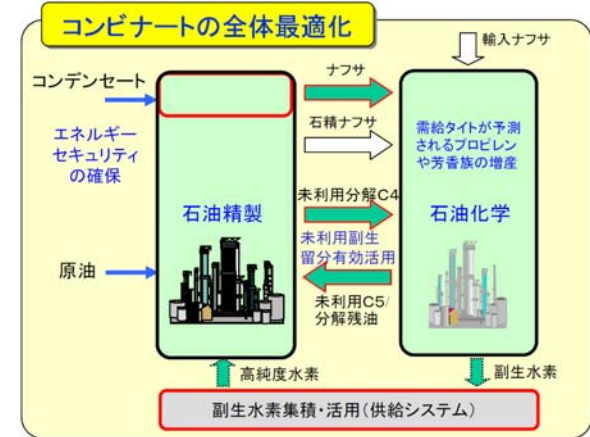 コンビナートの全体最適化
輸入ナフサ
コンデンセート
ナフサ
エネルギー
セキュリティ
の確保
石精ナフサ
需給タイトが予測
されるプロピレン
や芳香族の増産
未利用分解C4
石油精製
石油化学
未利用副生
留分有効活用
原油
未利用C5/
分解残油
高純度水素
副生水素
副生水素集積・活用(供給システム)